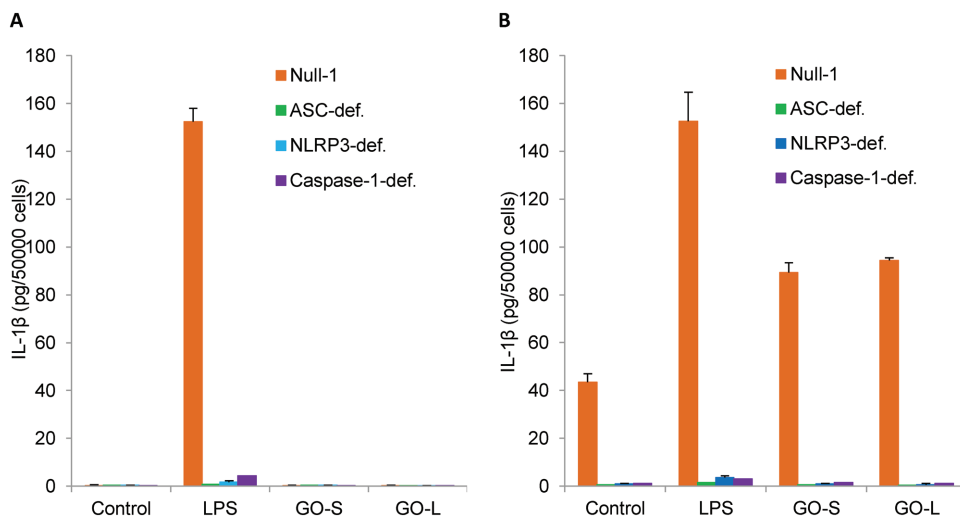 A
IL-1β (pg/50000 cells)
180
160
140
120
100
80
60
40
20
0
Null-1
ASC-def.
NLRP3-def.
Caspase-1-def.
Control
LPS
GO-S
GO-L
B
IL-1β (pg/50000 cells)
180
160
140
120
100
80
60
40
20
0
Null-1
ASC-def.
NLRP3-def.
Caspase-1-def.
Control
LPS
GO-S
GO-L